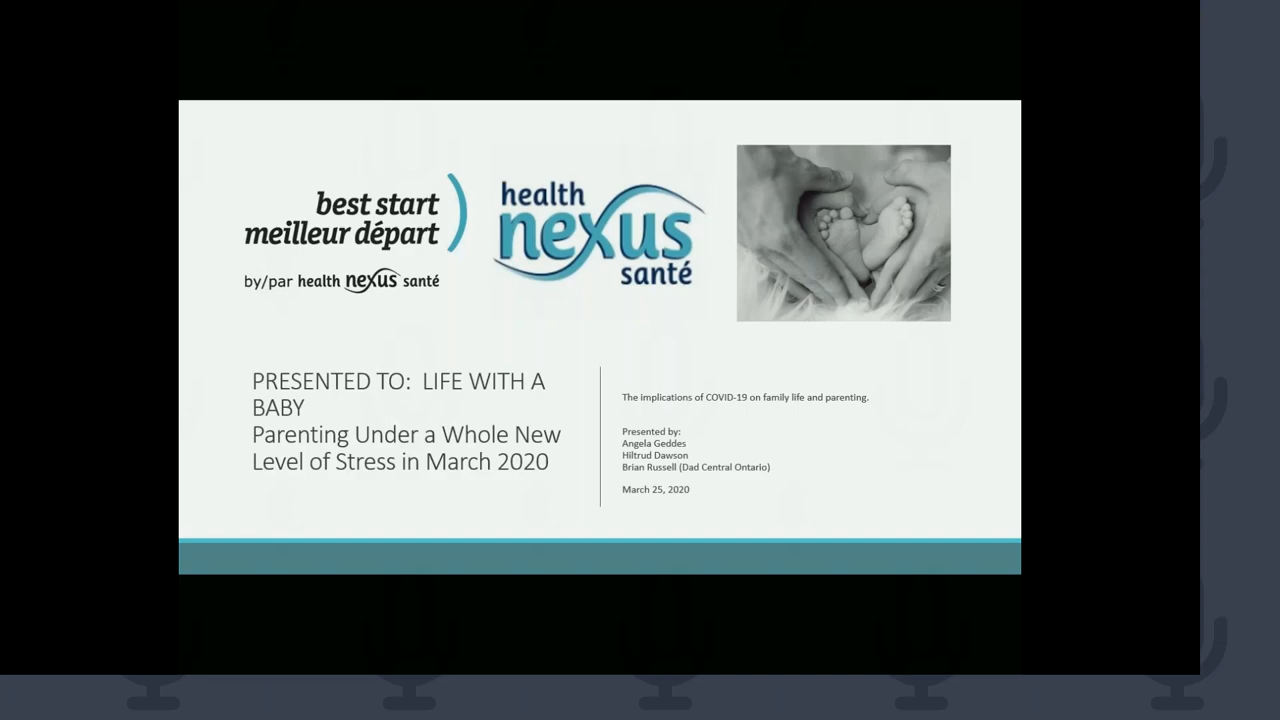 best start
meilleur départ
by/par health nexus santé
health
nexus
santé
PRESENTED TO:  LIFE WITH A
BABY
Parenting Under a Whole New
Level of Stress in March 2020
The implications of COVID-19 on family life and parenting.
Presented by:
Angela Geddes
Hiltrud Dawson
Brian Russell (Dad Central Ontario)
March 25, 2020